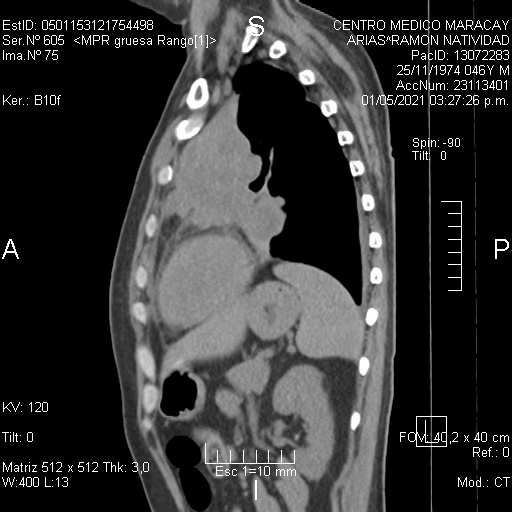 EstID: 0501153121754498
Ser.Nº 605 <MPR gruesa Rango[1]>
Ima.Nº 75
Ker.: B10f
S
CENTRO MEDICO MARACAY
ARIAS^RAMON NATIVIDAD
PacID: 13072283
25/11/1974 046Y M
AccNum: 23113401
01/05/2021 03:27:26 p.m.
Spin: -90
Tilt: 0
A
P
KV: 120
Tilt: 0
Matriz 512 x 512 Thk: 3,0
W:400 L:13
Esc 1=10 mm
I
L
FOM: 40,2 x 40 cm
Ref.: 0
Mod.: CT